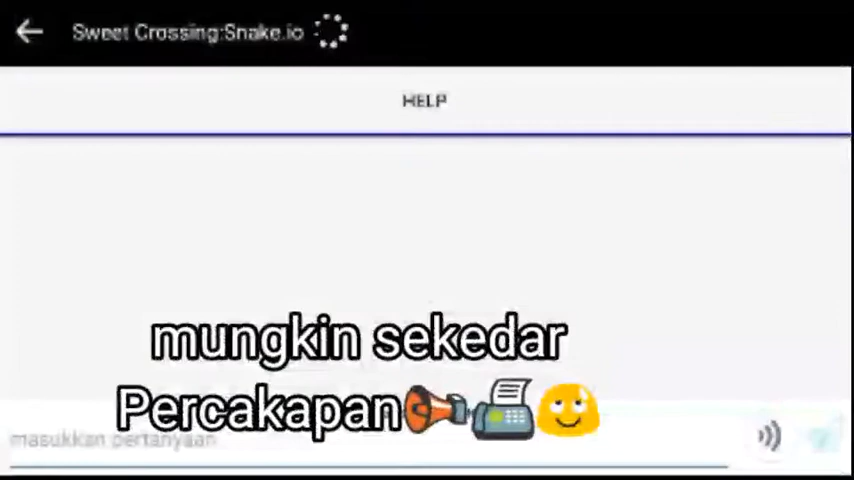 Sweet Crossing:Snake.io
HELP
mungkin sekedar
Percakapan
masukkan pertanyaan